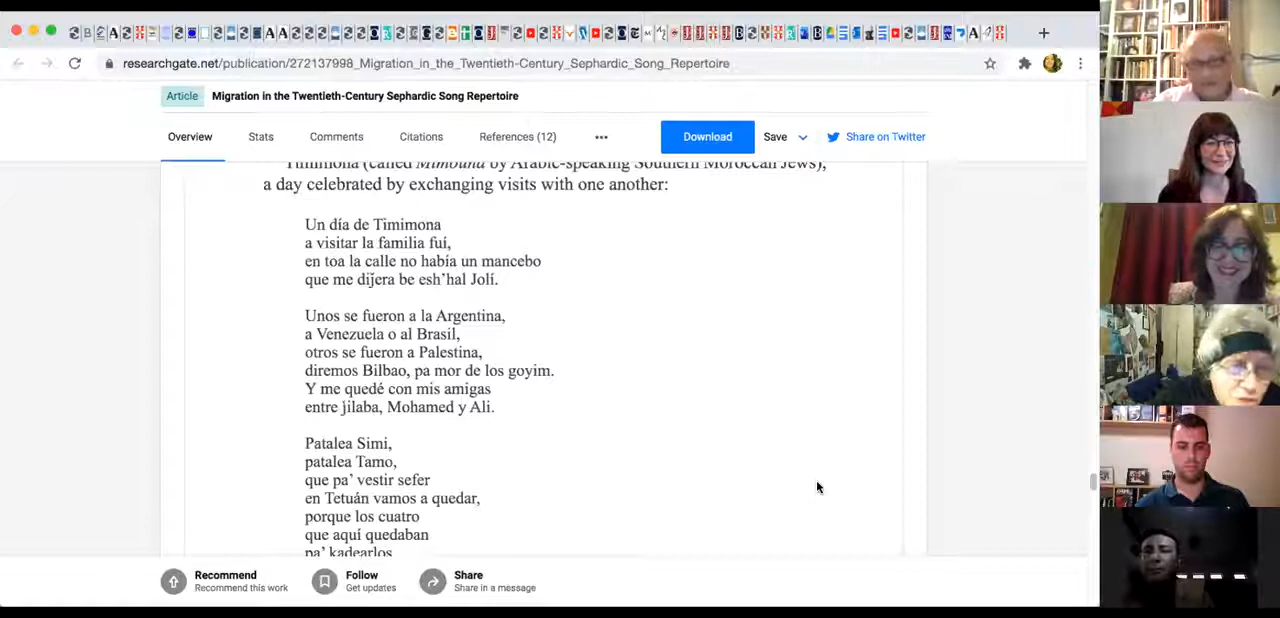 researchgate.net/publication/272137998_Migration_in_the_Twentieth-Century_Sephardic_Song_Repertoire
Article Migration in the Twentieth-Century Sephardic Song Repertoire
Overview Stats Comments Citations References (12) ••• Download Save Share on Twitter
Timimona (called Mimouna by Arabic-speaking Southern Moroccan Jews),
a day celebrated by exchanging visits with one another:
Un día de Timimona
a visitar la familia fuí,
en toa la calle no había un mancebo
que me dijera be esh’hal Jolí.
Unos se fueron a la Argentina,
a Venezuela o al Brasil,
otros se fueron a Palestina,
diremos Bilbao, pa mor de los goyim.
Y me quedé con mis amigas
entre jilaba, Mohamed y Ali.
Patalea Simi,
patalea Tamo,
que pa’ vestir sefer
en Tetuán vamos a quedar,
porque los cuatro
que aquí quedaban
pa’ kadearlos
Recommend
Recommend this work
Follow
Get updates
Share
Share in a message